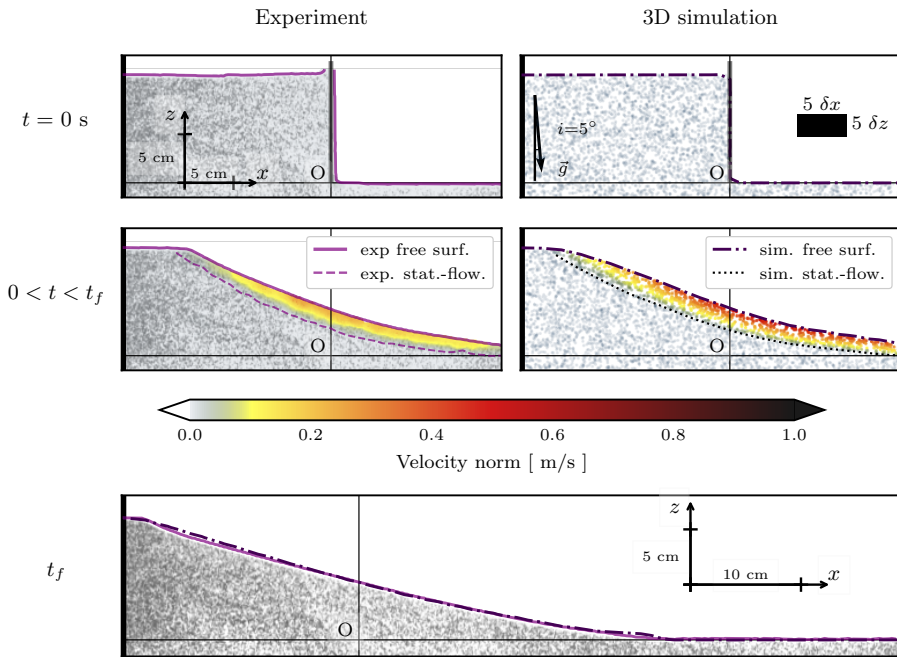 Experiment
3D simulation
t = 0 s
z
5 cm
5 cm
x
O
i=5°
g⃗
5 δx
5 δz
O
0 < t < t_f
exp free surf.
exp. stat.-flow.
O
sim. free surf.
sim. stat.-flow.
O
0.0 0.2 0.4 0.6 0.8 1.0
Velocity norm [ m/s ]
t_f
O
z
5 cm
10 cm
x